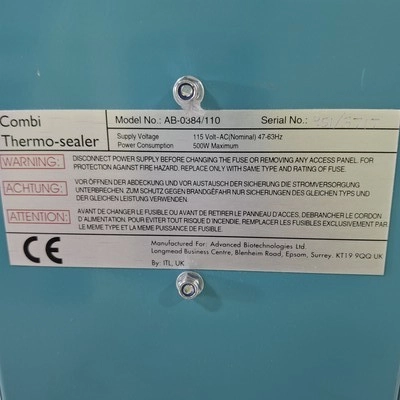 Combi
Thermo-sealer
Model No.: AB-0384/110
Serial No.:
Supply Voltage 115 Volt~AC(Nominal) 47-63Hz
Power Consumption 500W Maximum
WARNING: DISCONNECT POWER SUPPLY BEFORE CHANGING THE FUSE OR REMOVING ANY ACCESS PANEL. FOR
PROTECTION AGAINST FIRE HAZARD. REPLACE ONLY WITH SAME TYPE AND RATING OF FUSE.
ACHTUNG: VOR ÖFFNEN DER ABDECKUNG UND VOR AUSTAUSCH DER SICHERUNG DIE STROMVERSORGUNG
UNTERBRECHEN. ZUM SCHUTZ GEGEN BRANDGEFAHR NUR SICHERUNGEN DES GLEICHEN TYPS UND
DER GLEICHEN LEISTUNG VERWENDEN
ATTENTION: AVANT DE CHANGER LE FUSIBLE OU AVANT DE RETIRER LE PANNEAU D'ACCES. DEBRANCHER LE CORDON
D'ALIMENTATION. POUR EVITER TOUT RISQUE D'INCENDIE, REMPLACER LES FUSIBLES EXCLUSIVEMENT PAR
LE MEME TYPE ET LA MEME PUISSANCE DE FUSIBLE.
CE
Manufactured For: Advanced Biotechnologies Ltd.
Longmead Business Centre, Blenheim Road, Epsom, Surrey. KT19 9QQ UK
By: ITL, UK